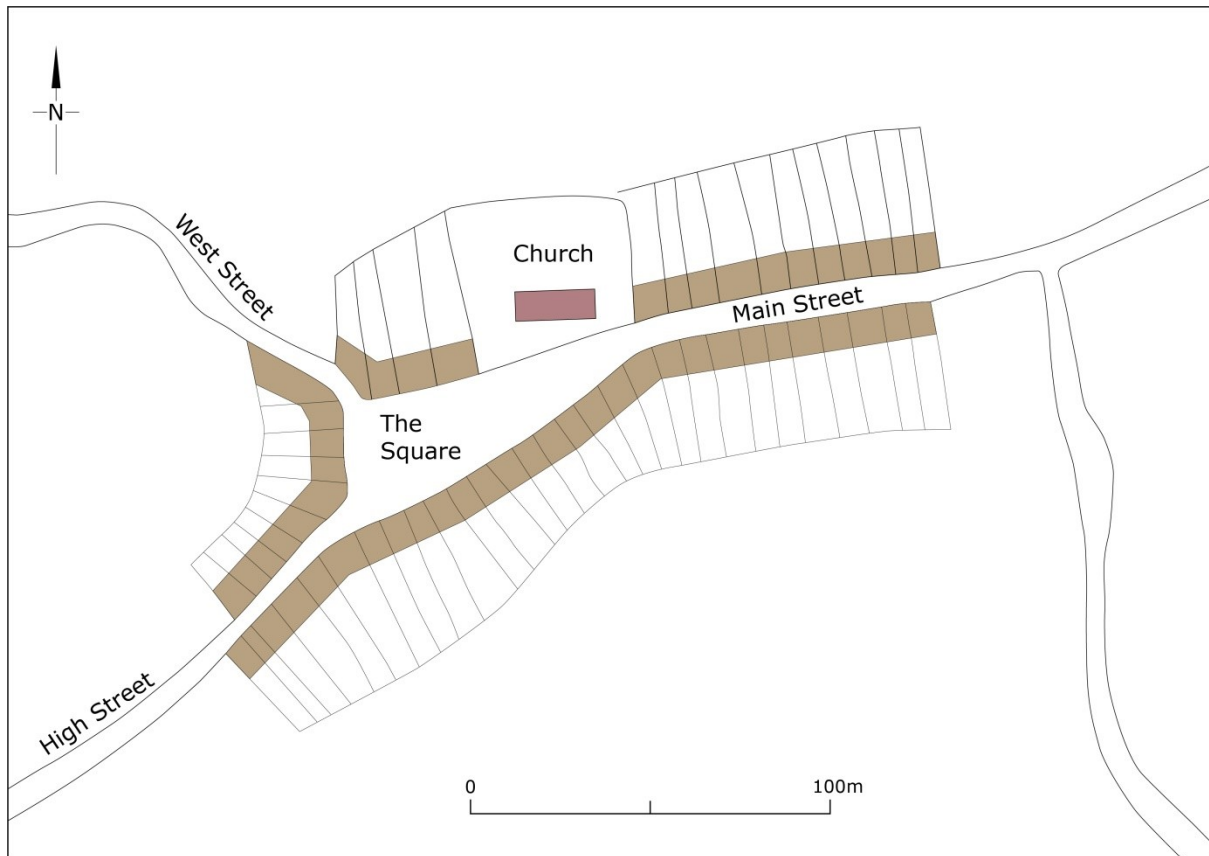 N
West Street
Church
Main Street
The
Square
High Street
0 100m